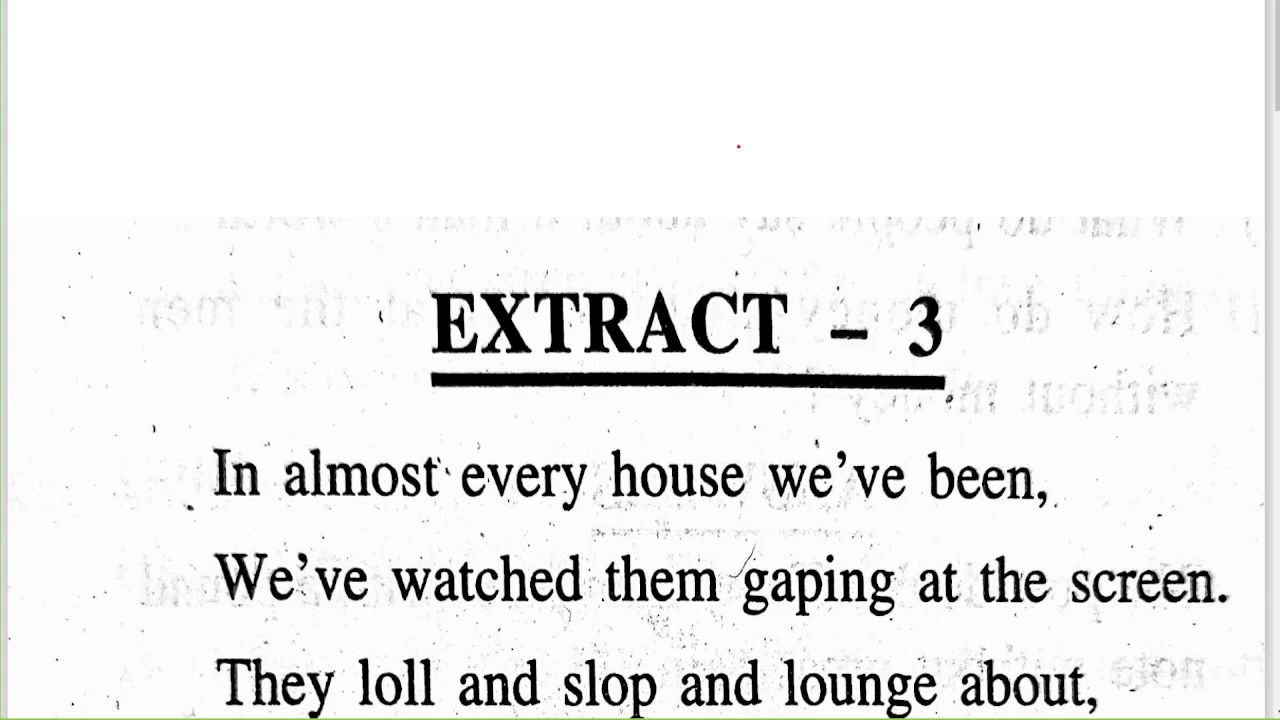 EXTRACT – 3
In almost every house we've been,
We've watched them gaping at the screen.
They loll and slop and lounge about,